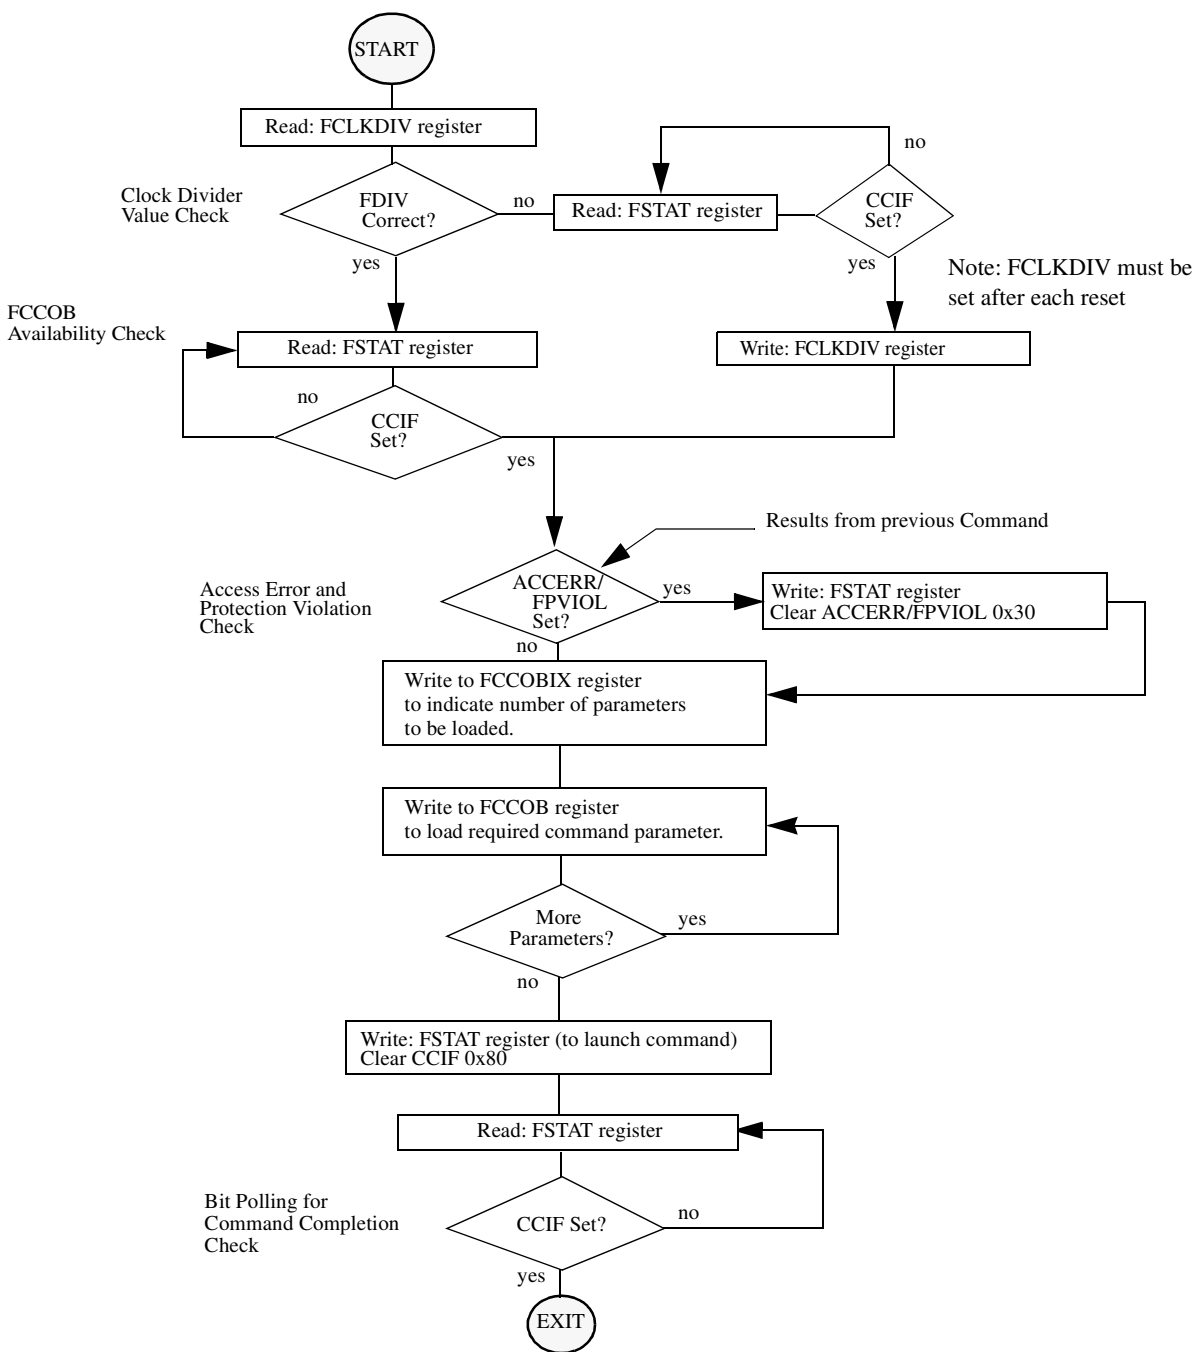 START
Read: FCLKDIV register
Clock Divider
Value Check
FDIV
Correct?
no
yes
Read: FSTAT register
CCIF
Set?
no
yes
Note: FCLKDIV must be
set after each reset
Write: FCLKDIV register
FCCOB
Availability Check
Read: FSTAT register
no
CCIF
Set?
yes
Results from previous Command
Access Error and
Protection Violation
Check
ACCERR/
FPVIOL
Set?
yes
no
Write: FSTAT register
Clear ACCERR/FPVIOL 0x30
Write to FCCOBIX register
to indicate number of parameters
to be loaded.
Write to FCCOB register
to load required command parameter.
More
Parameters?
yes
no
Write: FSTAT register (to launch command)
Clear CCIF 0x80
Read: FSTAT register
Bit Polling for
Command Completion
Check
CCIF Set?
no
yes
EXIT